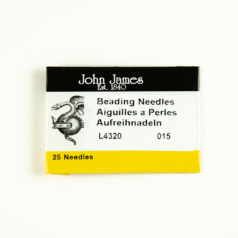 John James
Est. 1840
Beading Needles
Aiguilles a Perles
Aufreihnadeln
L4320 015
25 Needles